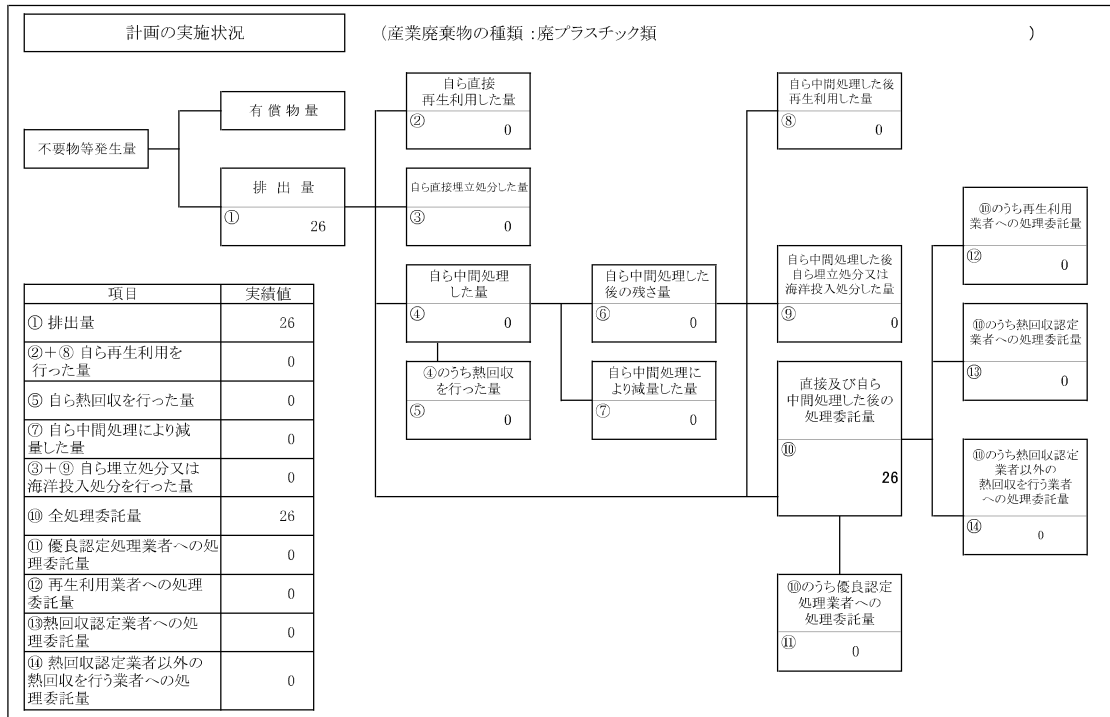 計画の実施状況
(産業廃棄物の種類：廃プラスチック類 )
不要物等発生量
有 償 物 量
排 出 量
① 26
自ら直接
再生利用した量
② 0
自ら直接埋立処分した量
③ 0
自ら中間処理
した量
④ 0
④のうち熱回収
を行った量
⑤ 0
自ら中間処理した
後の残さ量
⑥ 0
自ら中間処理に
より減量した量
⑦ 0
自ら中間処理した後
再生利用した量
⑧ 0
自ら中間処理した後
自ら埋立処分又は
海洋投入処分した量
⑨ 0
直接及び自ら
中間処理した後の
処理委託量
⑩
26
⑩のうち優良認定
処理業者への
処理委託量
⑪ 0
⑩のうち再生利用
業者への処理委託量
⑫ 0
⑩のうち熱回収認定
業者への処理委託量
⑬ 0
⑩のうち熱回収認定
業者以外の
熱回収を行う業者
への処理委託量
⑭ 0
項目 実績値
① 排出量 26
②＋⑧ 自ら再生利用を
行った量 0
⑤ 自ら熱回収を行った量 0
⑦ 自ら中間処理により減
量した量 0
③＋⑨ 自ら埋立処分又は
海洋投入処分を行った量 0
⑩ 全処理委託量 26
⑪ 優良認定処理業者への処
理委託量 0
⑫ 再生利用業者への処理
委託量 0
⑬熱回収認定業者への処
理委託量 0
⑭ 熱回収認定業者以外の
熱回収を行う業者への処
理委託量 0